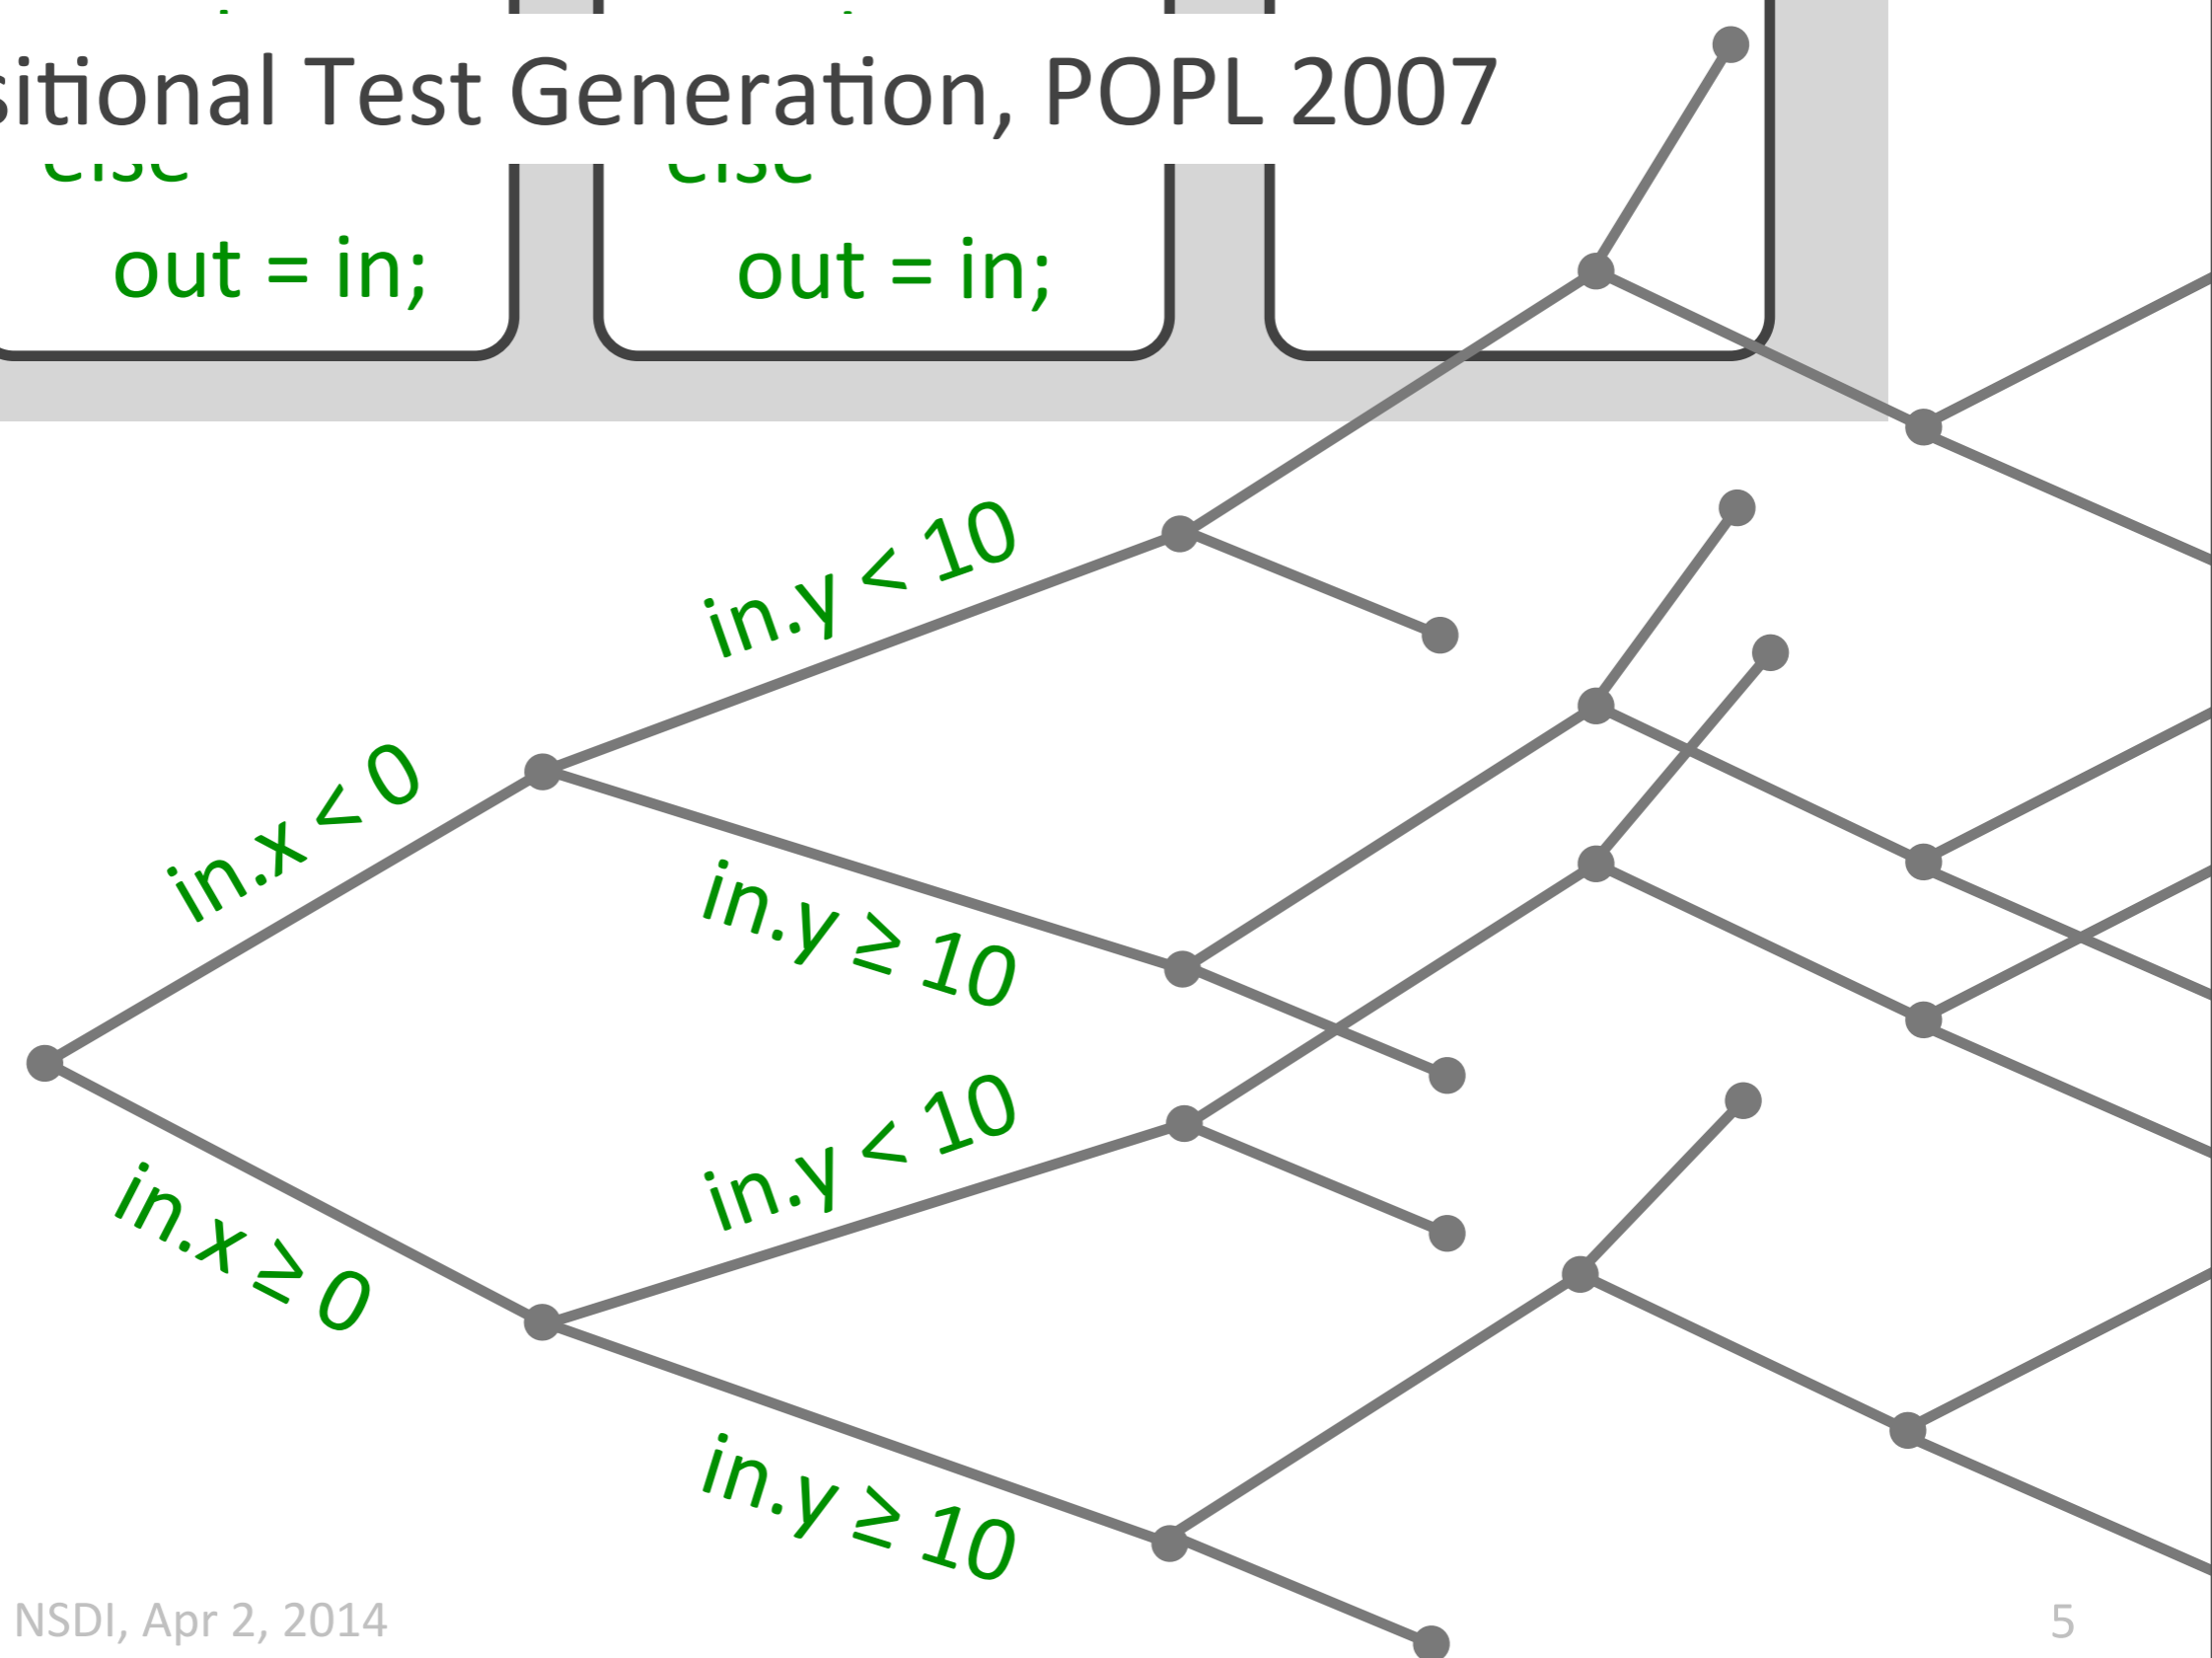 Test Generation, POPL 2007
out = in; out = in;
in.y < 10
in.x < 0
in.y ≥ 10
in.y < 10
in.x ≥ 0
in.y ≥ 10
NSDI, Apr 2, 2014 5